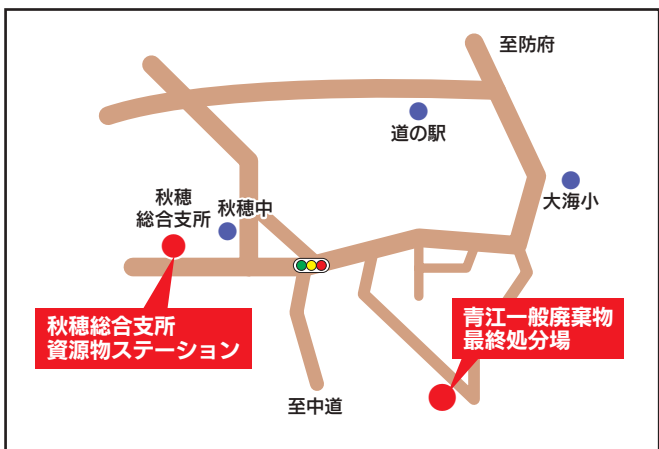 至防府
道の駅
大海小
秋穂
総合支所
秋穂中
秋穂総合支所
資源物ステーション
青江一般廃棄物
最終処分場
至中道